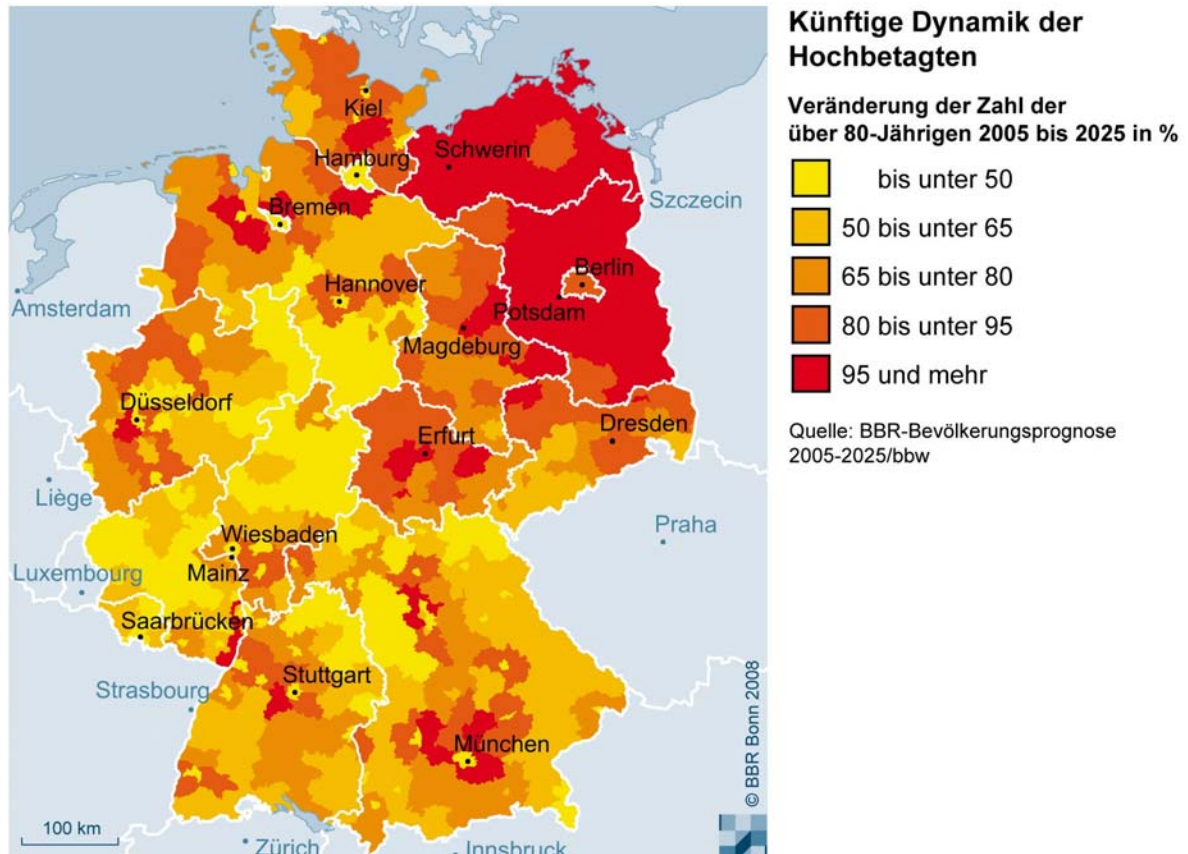 Künftige Dynamik der
Hochbetagten
Veränderung der Zahl der
über 80-Jährigen 2005 bis 2025 in %
bis unter 50
50 bis unter 65
65 bis unter 80
80 bis unter 95
95 und mehr
Quelle: BBR-Bevölkerungsprognose
2005-2025/bbw
Kiel
Hamburg
Schwerin
Szczecin
Bremen
Berlin
Hannover
Amsterdam
Potsdam
Magdeburg
Düsseldorf
Erfurt
Dresden
Liège
Praha
Wiesbaden
Mainz
Luxembourg
Saarbrücken
Stuttgart
Strasbourg
München
100 km
Zürich
Innsbruck
© BBR Bonn 2008